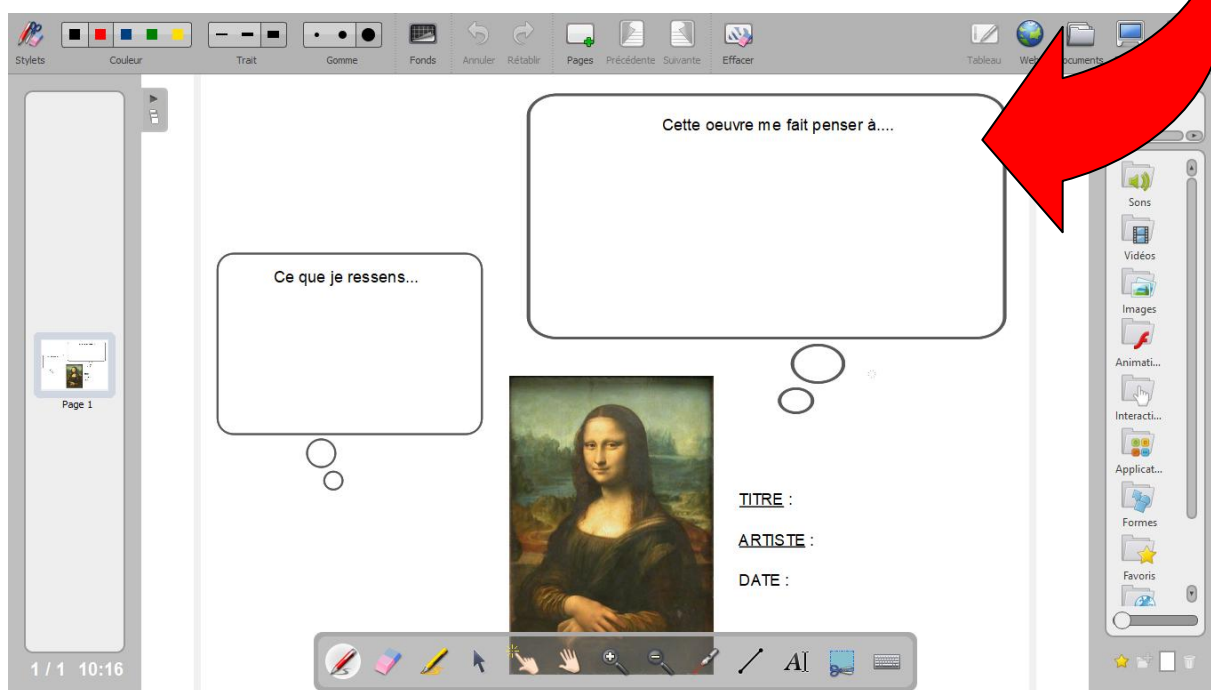 Stylets Couleur Trait Gomme Fonds Annuler Rétablir Pages Précédente Suivante Effacer Tableau Web Documents
Cette oeuvre me fait penser à....
Ce que je ressens...
Page 1
TITRE :
ARTISTE :
DATE :
Sons
Vidéos
Images
Animati...
Interacti...
Applicat...
Formes
Favoris
AI
1 / 1 10:16